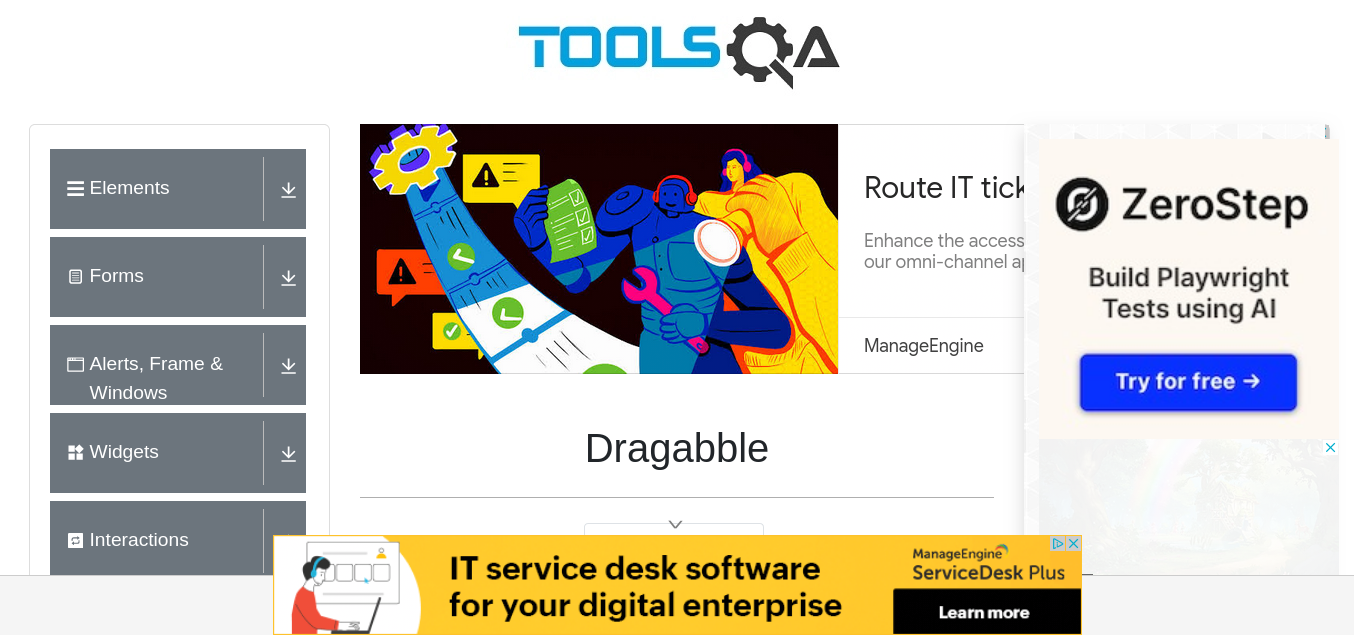 TOOLSQA
Elements
Forms
Alerts, Frame &
Windows
Widgets
Interactions
Route IT tick
Enhance the access
our omni-channel ap
ManageEngine
Dragabble
ZeroStep
Build Playwright
Tests using AI
Try for free →
IT service desk software
for your digital enterprise
ManageEngine
ServiceDesk Plus
Learn more